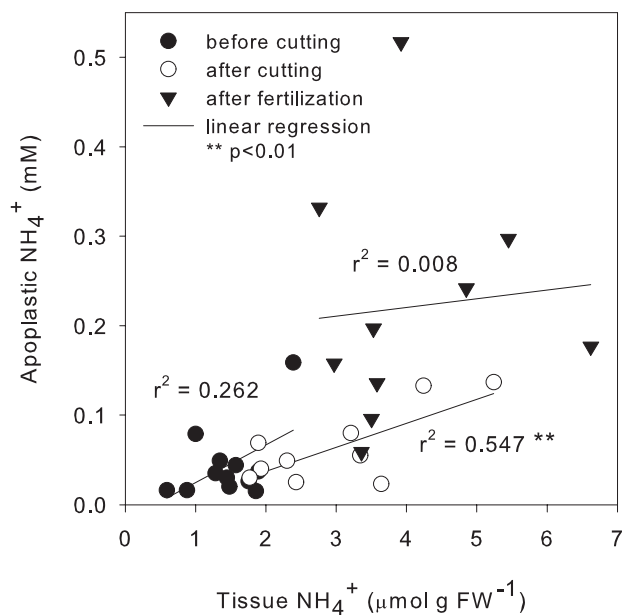 before cutting
after cutting
after fertilization
linear regression
** p<0.01
r² = 0.008
r² = 0.262
r² = 0.547 **
Apoplastic NH₄⁺ (mM)
0.5
0.4
0.3
0.2
0.1
0.0
0 1 2 3 4 5 6 7
Tissue NH₄⁺ (μmol g FW⁻¹)